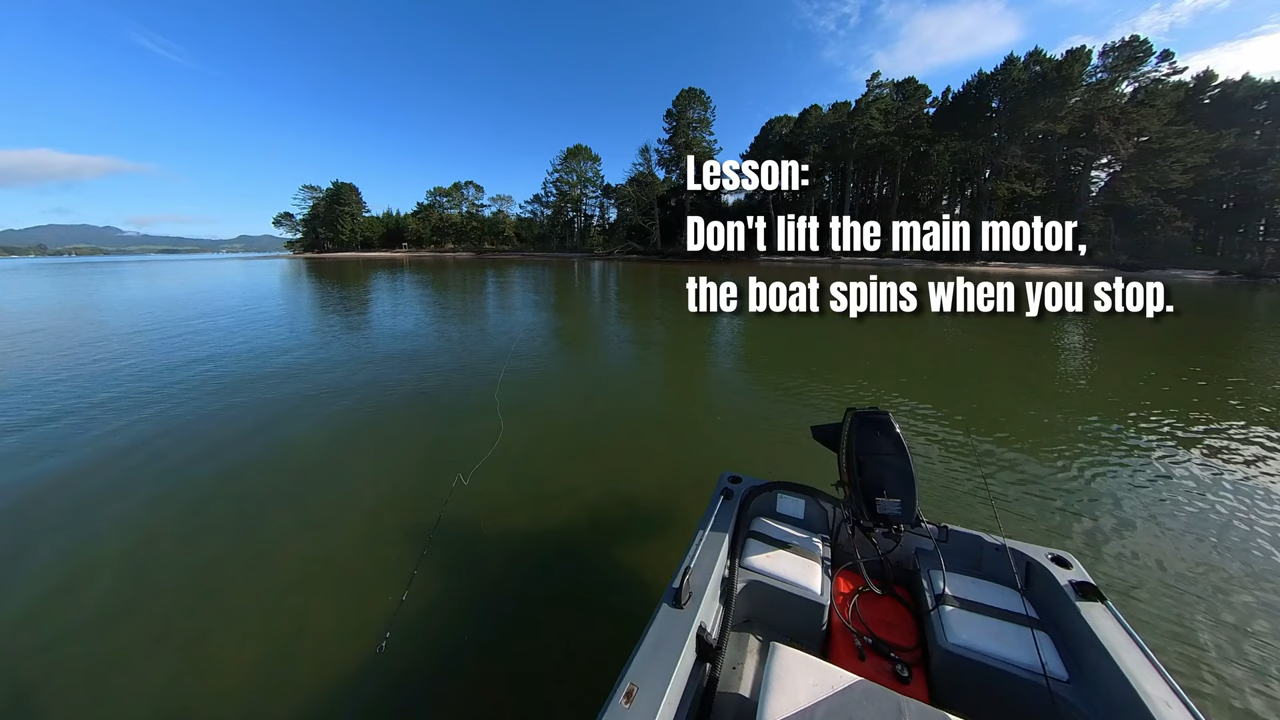 Lesson:
Don't lift the main motor,
the boat spins when you stop.